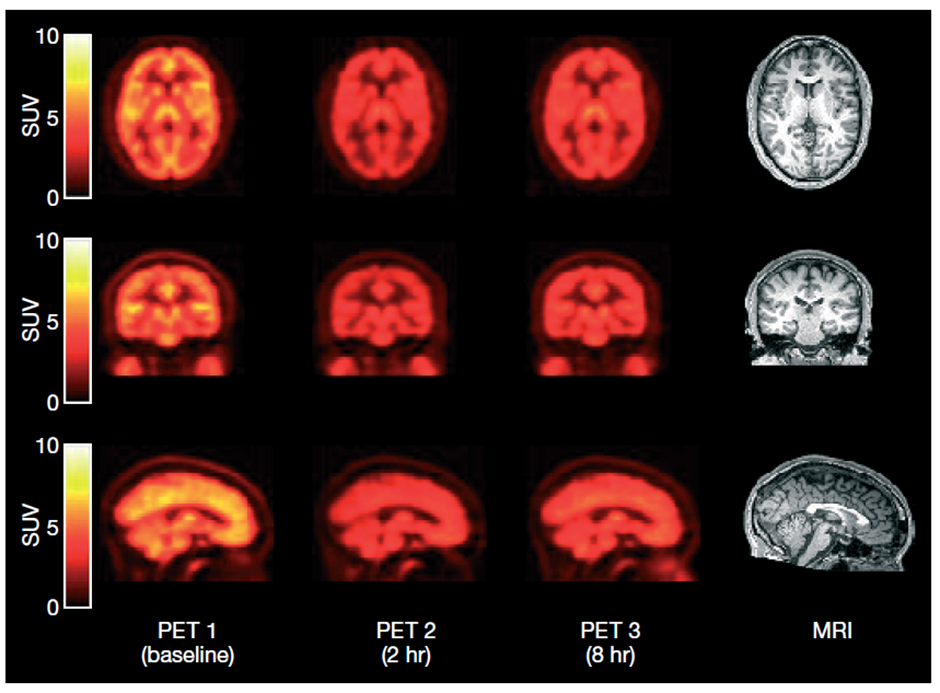 10
SUV
5
0
10
SUV
5
0
10
SUV
5
0
PET 1
(baseline)
PET 2
(2 hr)
PET 3
(8 hr)
MRI